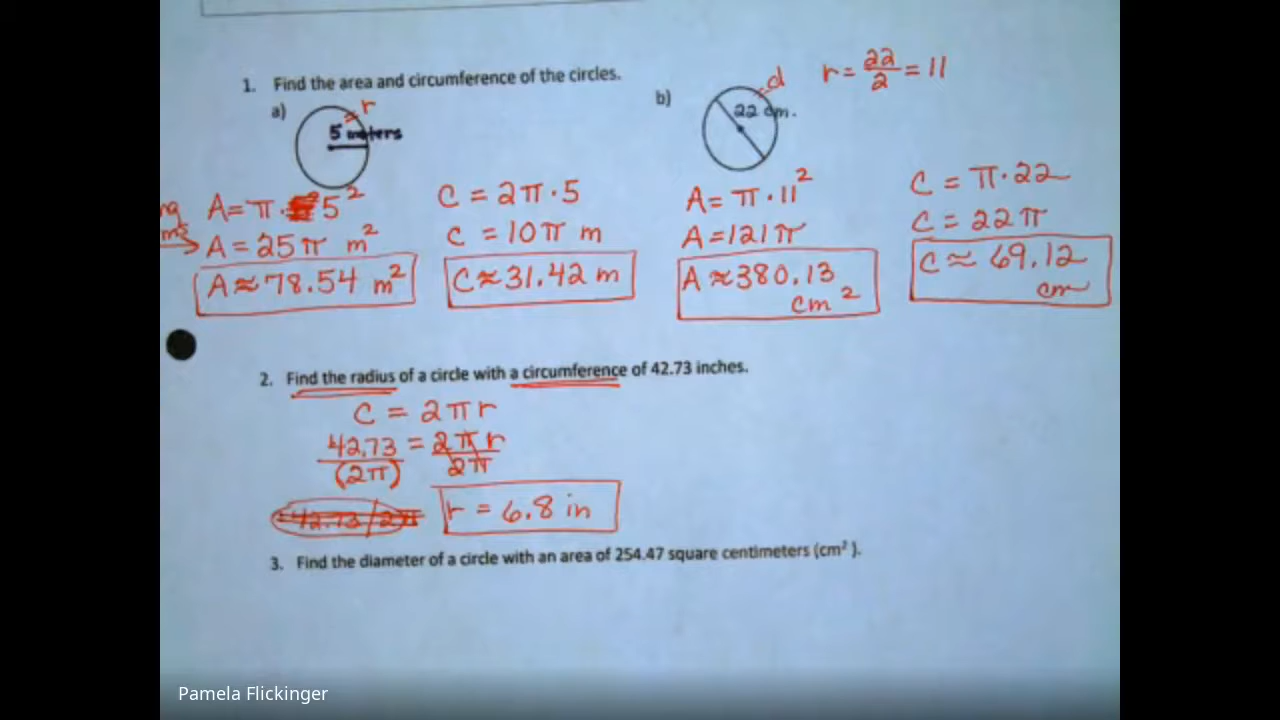 1. Find the area and circumference of the circles.
r = 22/2 = 11
a) r
5 meters
b) d
22 cm.
A = π · 5²
A = 25π m²
A ≈ 78.54 m²
C = 2π · 5
C = 10π m
C ≈ 31.42 m
A = π · 11²
A = 121π
A ≈ 380.13
cm²
C = π · 22
C = 22π
C ≈ 69.12
cm
2. Find the radius of a circle with a circumference of 42.73 inches.
C = 2πr
42.73 = 2πr
(2π) 2π
42.73/2π
r = 6.8 in
3. Find the diameter of a circle with an area of 254.47 square centimeters (cm² ).
Pamela Flickinger